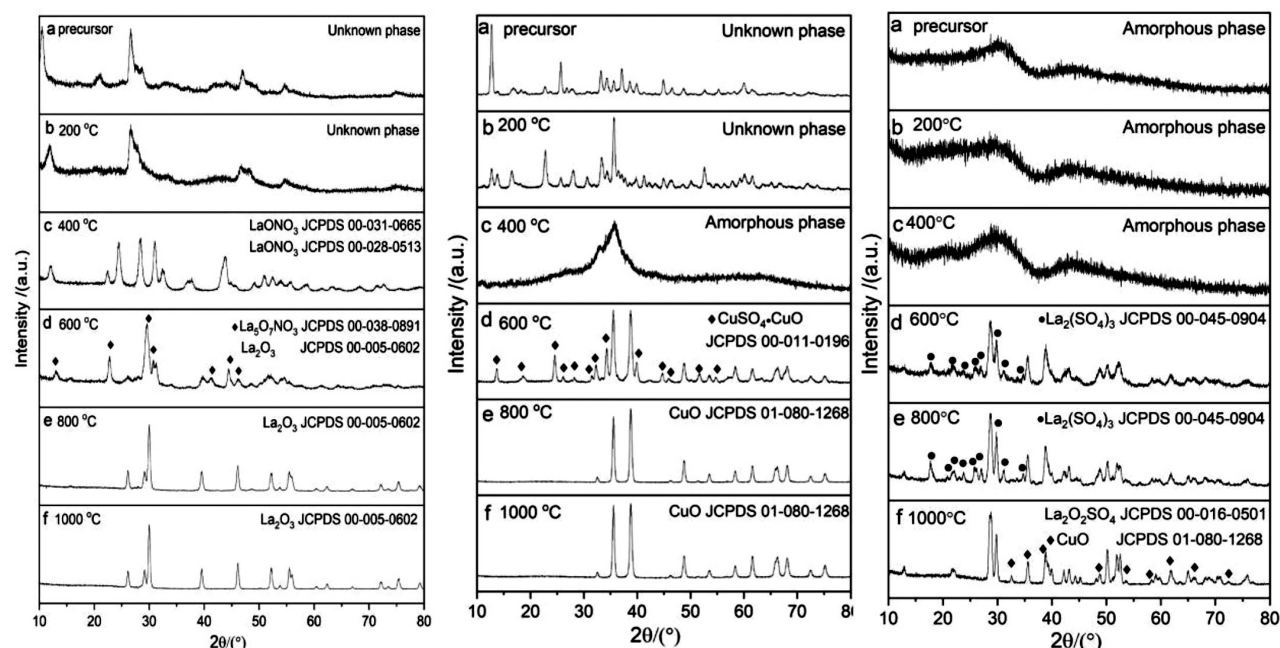 a precursor
Unknown phase
b 200 °C
Unknown phase
c 400 °C
LaONO3 JCPDS 00-031-0665
LaONO3 JCPDS 00-028-0513
d 600 °C
♦La5O7NO3 JCPDS 00-038-0891
La2O3 JCPDS 00-005-0602
e 800 °C
La2O3 JCPDS 00-005-0602
f 1000 °C
La2O3 JCPDS 00-005-0602
Intensity /(a.u.)
10 20 30 40 50 60 70 80
2θ/(°)
a precursor
Unknown phase
b 200 °C
Unknown phase
c 400 °C
Amorphous phase
d 600 °C
♦CuSO4•CuO
JCPDS 00-011-0196
e 800 °C
CuO JCPDS 01-080-1268
f 1000 °C
CuO JCPDS 01-080-1268
Intensity /(a.u.)
10 20 30 40 50 60 70
2θ/(°)
a precursor
Amorphous phase
b 200°C
Amorphous phase
c 400°C
Amorphous phase
d 600°C
•La2(SO4)3 JCPDS 00-045-0904
e 800°C
•La2(SO4)3 JCPDS 00-045-0904
f 1000°C
La2O2SO4 JCPDS 00-016-0501
♦CuO JCPDS 01-080-1268
Intensity /(a.u.)
10 20 30 40 50 60 70 80
2θ/(°)